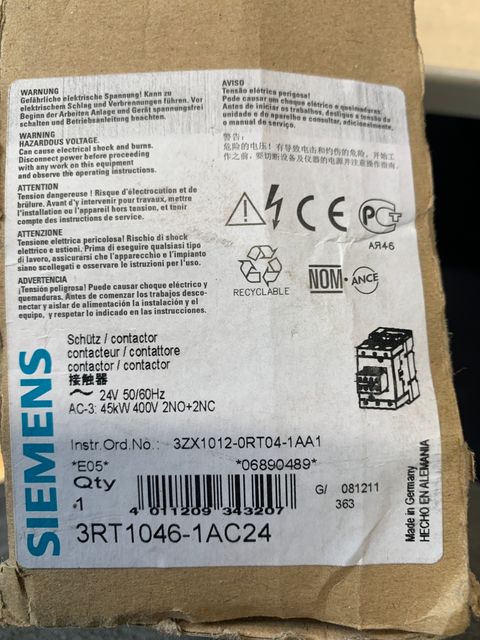 WARNUNG
Gefährliche elektrische Spannung! Kann zu
elektrischem Schlag und Verbrennungen führen. Vor
Beginn der Arbeiten Anlage und Gerät spannungsfrei
schalten und Betriebsanleitung beachten.
WARNING
HAZARDOUS VOLTAGE.
Can cause electrical shock and burns.
Disconnect power before proceeding
with any work on this equipment
and observe the operating instructions.
ATTENTION
Tension dangereuse ! Risque d'électrocution et de
brûlure. Avant d'y intervenir pour travaux, mettre
l'installation ou l'appareil hors tension, et tenir
compte des instructions de service.
ATTENZIONE
Tensione elettrica pericolosa! Rischio di shock
elettrico e ustioni. Prima di eseguire qualsiasi tipo
di lavoro, assicurarsi che l'apparecchio e l'impianto
siano scollegati e osservare le istruzioni per l'uso.
ADVERTENCIA
¡Tensión peligrosa! Puede causar choque eléctrico y
quemaduras. Antes de comenzar los trabajos desco-
nectar y aislar de alimentación la instalación y el
equipo, y respetar lo indicado en las instrucciones.
AVISO
Tensão elétrica perigosa!
Pode causar um choque elétrico e queimaduras.
Antes de iniciar os trabalhos, desligue a tensão da
unidade e do aparelho e consultar, adicionalmente,
o manual de serviço.
警告:
危险的电压! 有导致电击和灼伤的危险, 开始工
作之前, 要切断设备及仪器的电源并注意操作指南.
CE
РСТ
АЯ46
RECYCLABLE
NOM-ANCE
SIEMENS
Schütz / contactor
contacteur / contattore
contactor / contactor
接触器
~ 24V 50/60Hz
AC-3: 45kW 400V 2NO+2NC
Instr.Ord.No.: 3ZX1012-0RT04-1AA1
*E05* *06890489*
Qty
1
4 011209 343207
G/ 081211
363
3RT1046-1AC24
Made in Germany
HECHO EN ALEMANIA